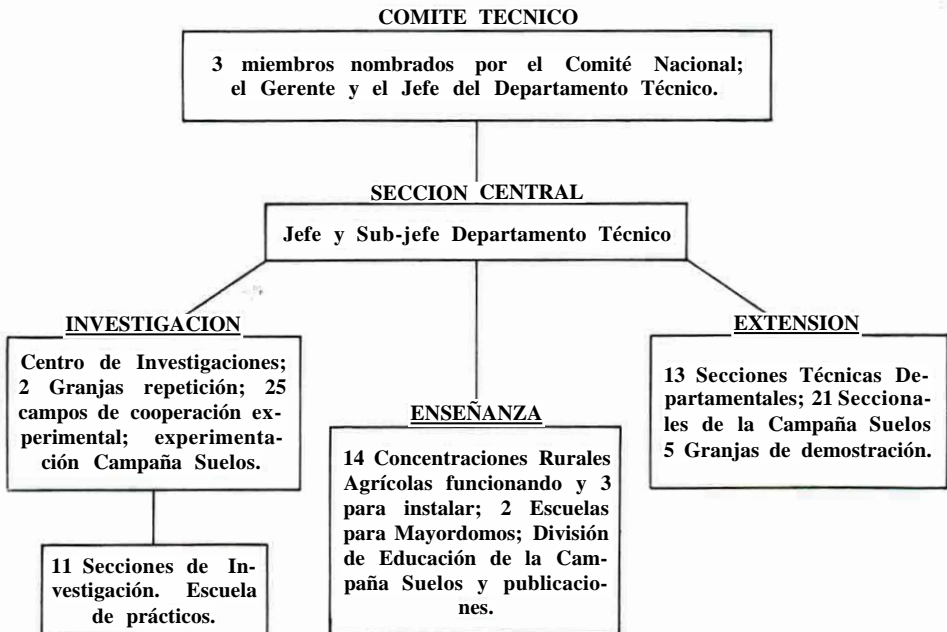 COMITE TECNICO
3 miembros nombrados por el Comité Nacional;
el Gerente y el Jefe del Departamento Técnico.
SECCION CENTRAL
Jefe y Sub-jefe Departamento Técnico
INVESTIGACION
Centro de Investigaciones;
2 Granjas repetición; 25
campos de cooperación ex-
perimental; experimenta-
ción Campaña Suelos.
11 Secciones de In-
vestigación. Escuela
de prácticos.
ENSEÑANZA
14 Concentraciones Rurales
Agrícolas funcionando y 3
para instalar; 2 Escuelas
para Mayordomos; División
de Educación de la Cam-
paña Suelos y publicacio-
nes.
EXTENSION
13 Secciones Técnicas De-
partamentales; 21 Secciona-
les de la Campaña Suelos
5 Granjas de demostración.